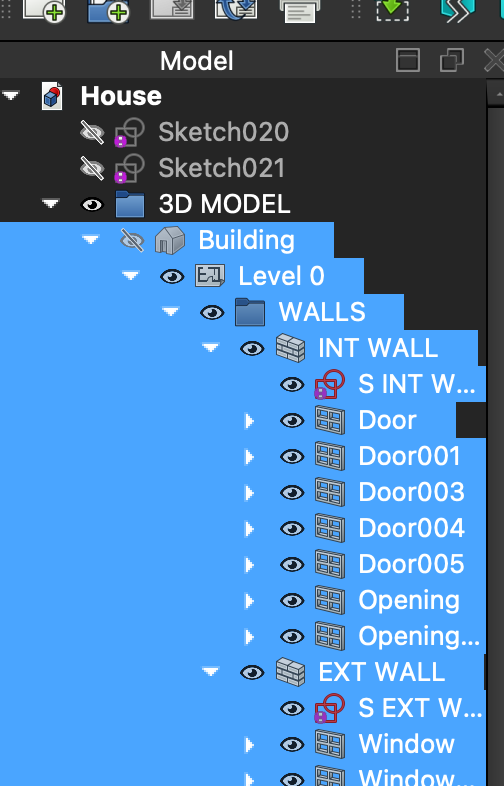 Model
House
Sketch020
Sketch021
3D MODEL
Building
Level 0
WALLS
INT WALL
S INT W...
Door
Door001
Door003
Door004
Door005
Opening
Opening...
EXT WALL
S EXT W...
Window
Window...